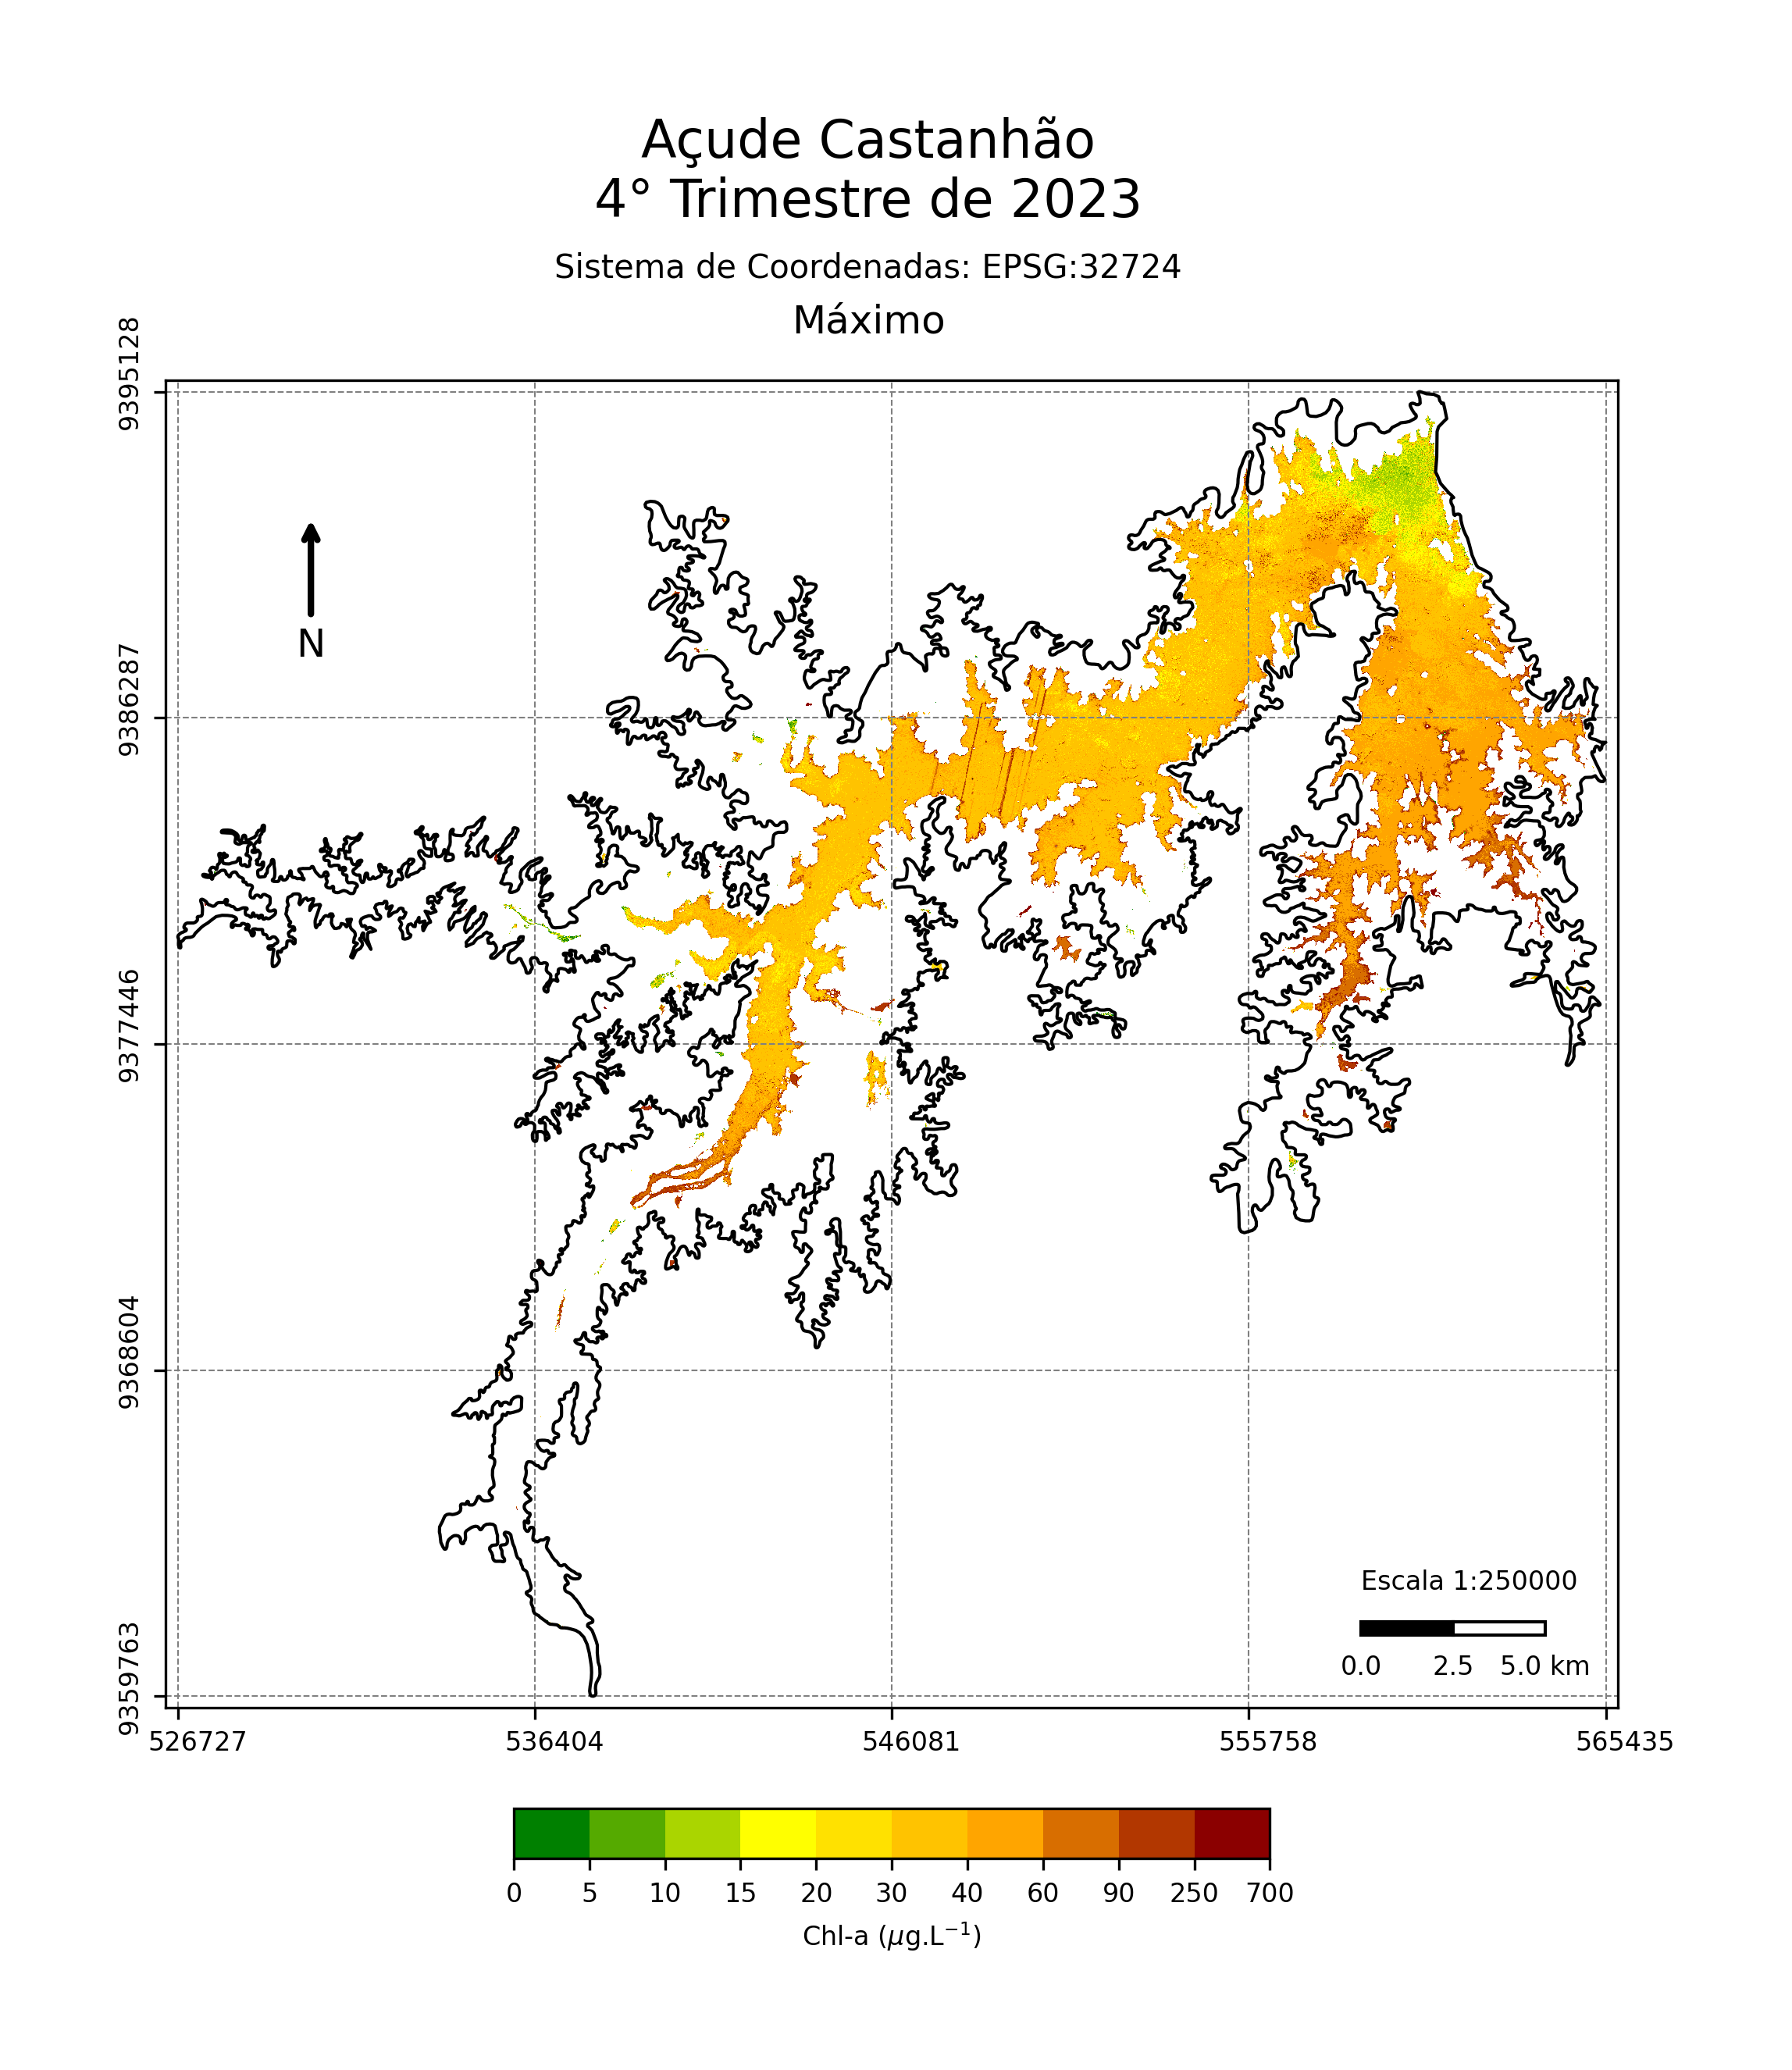 Açude Castanhão
4° Trimestre de 2023
Sistema de Coordenadas: EPSG:32724
Máximo
9395128
9386287
9377446
9368604
9359763
N
Escala 1:250000
0.0 2.5 5.0 km
526727 536404 546081 555758 565435
0 5 10 15 20 30 40 60 90 250 700
Chl-a (μg.L⁻¹)